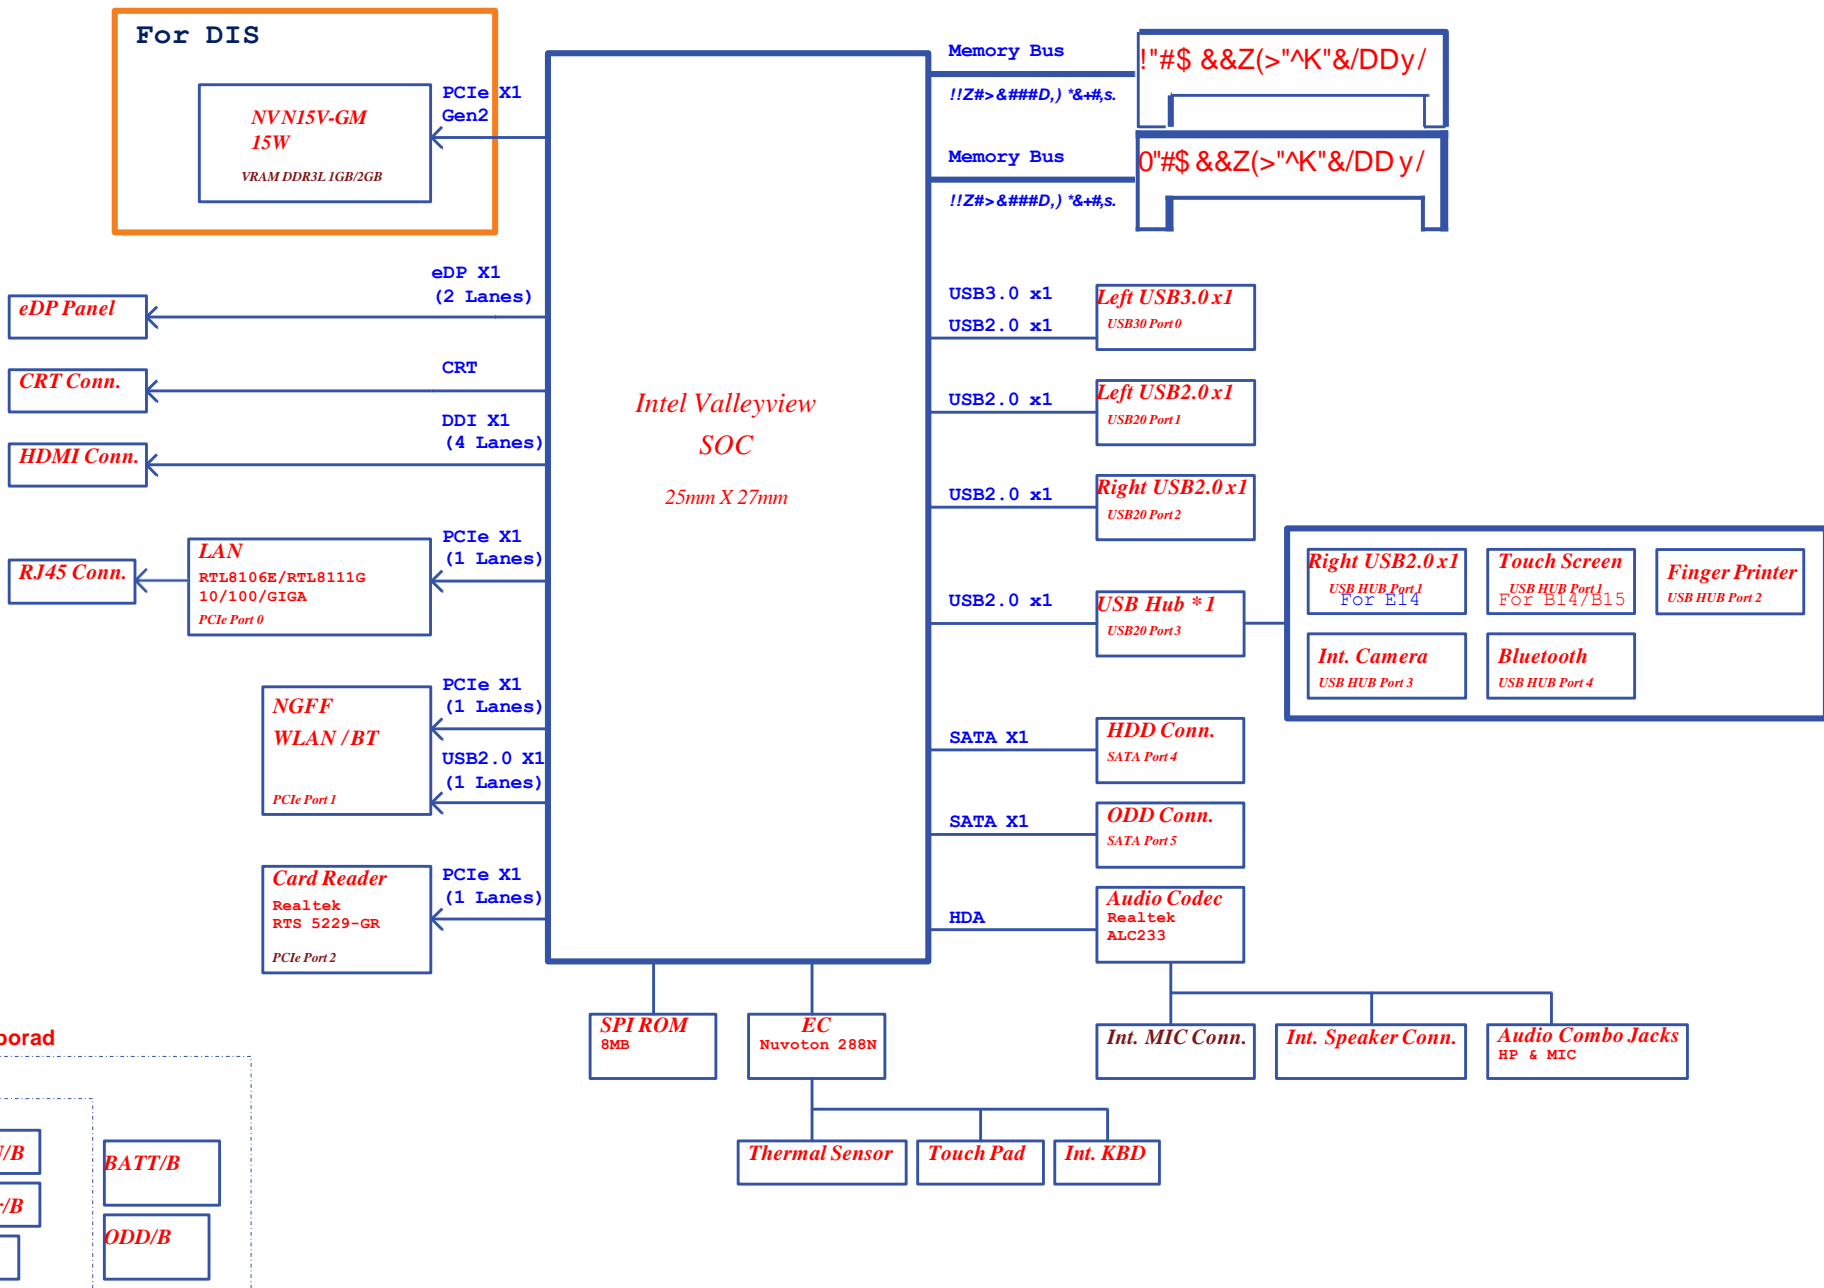 For DIS
NV N15V-GM
15W
VRAM DDR3L 1GB/2GB
PCIe X1
Gen2
Memory Bus
!"#$ &&Z(>"^K"&/DDy/
!!Z#>&###D,) *&+#,s.
Memory Bus
0"#$ &&Z(>"^K"&/DD y/
!!Z#>&###D,) *&+#,s.
eDP X1
(2 Lanes)
eDP Panel
CRT
CRT Conn.
DDI X1
(4 Lanes)
HDMI Conn.
PCIe X1
(1 Lanes)
LAN
RTL8106E/RTL8111G
10/100/GIGA
PCIe Port 0
RJ45 Conn.
PCIe X1
(1 Lanes)
NGFF
WLAN / BT
USB2.0 X1
(1 Lanes)
PCIe Port 1
PCIe X1
(1 Lanes)
Card Reader
Realtek
RTS 5229-GR
PCIe Port 2
Intel Valleyview
SOC
25mm X 27mm
USB3.0 x1
USB2.0 x1
Left USB3.0 x1
USB30 Port 0
USB2.0 x1
Left USB2.0 x1
USB20 Port 1
USB2.0 x1
Right USB2.0 x1
USB20 Port 2
USB2.0 x1
USB Hub *1
USB20 Port 3
Right USB2.0 x1
USB HUB Port 1
For E14
Touch Screen
USB HUB Port 1
For B14/B15
Finger Printer
USB HUB Port 2
Int. Camera
USB HUB Port 3
Bluetooth
USB HUB Port 4
SATA X1
HDD Conn.
SATA Port 4
SATA X1
ODD Conn.
SATA Port 5
HDA
Audio Codec
Realtek
ALC233
SPI ROM
8MB
EC
Nuvoton 288N
Int. MIC Conn.
Int. Speaker Conn.
Audio Combo Jacks
HP & MIC
Thermal Sensor
Touch Pad
Int. KBD
orad
/B
BATT/B
/B
ODD/B